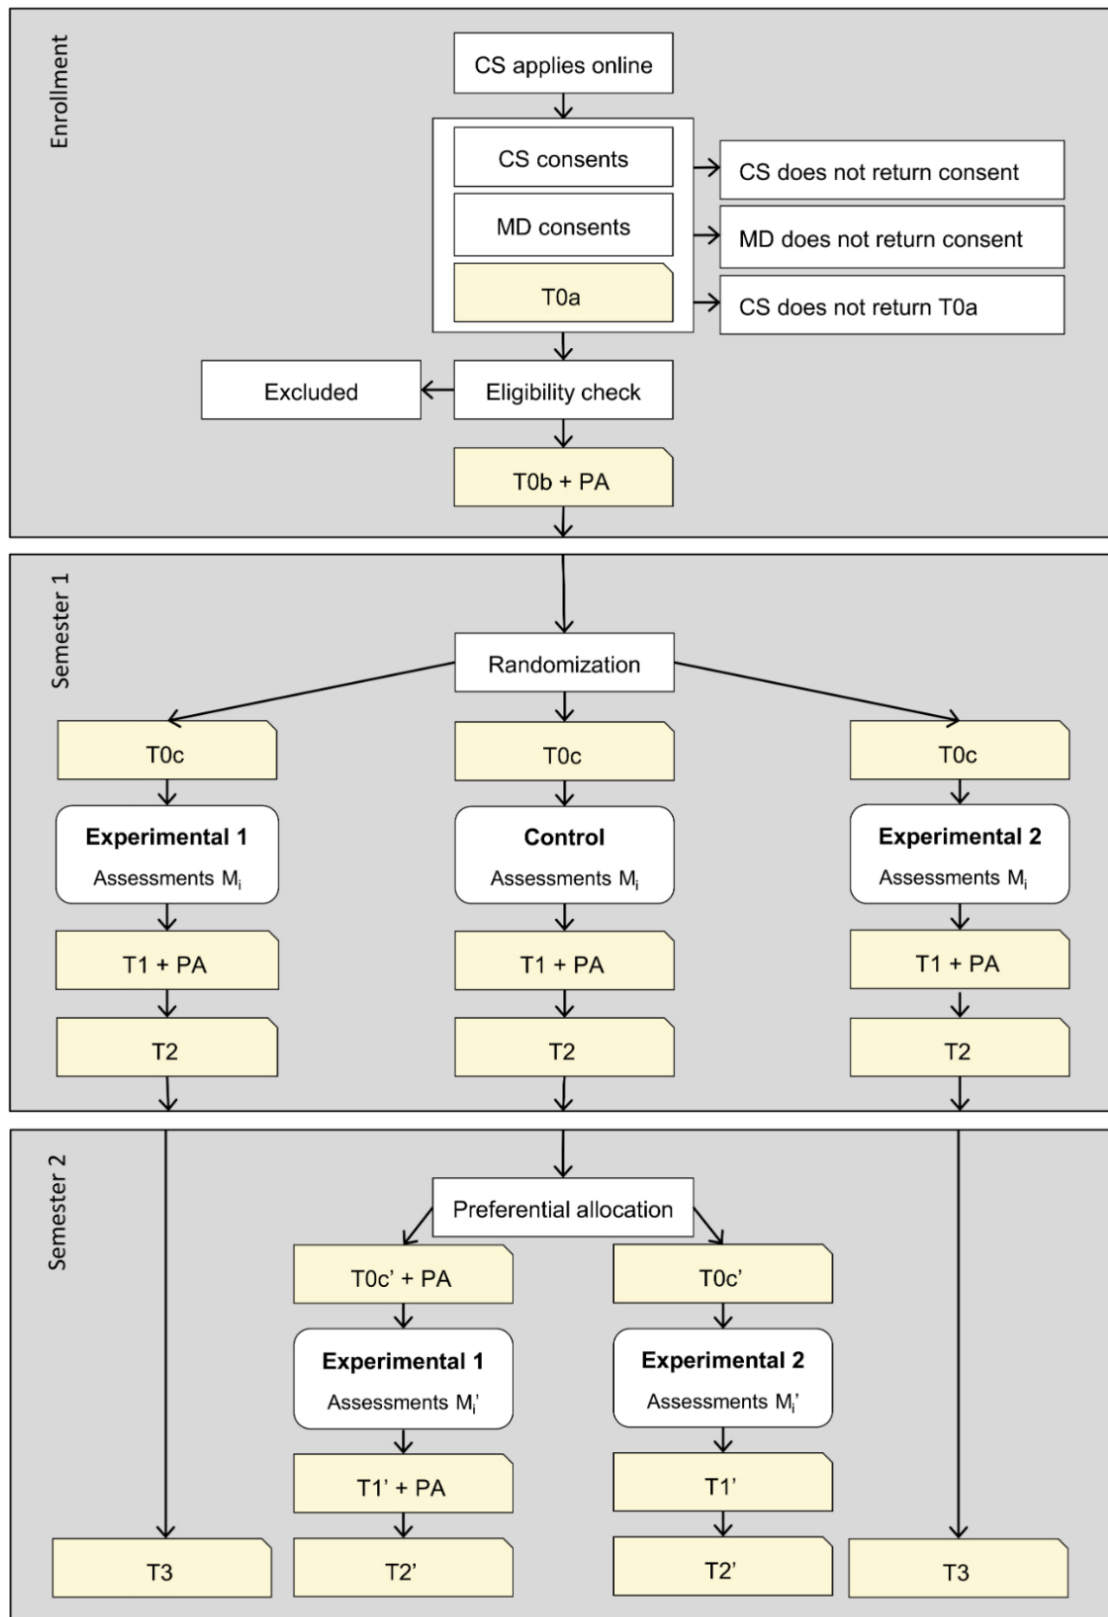 Enrollment
CS applies online
CS consents
CS does not return consent
MD consents
MD does not return consent
T0a
CS does not return T0a
Excluded
Eligibility check
T0b + PA
Semester 1
Randomization
T0c
T0c
T0c
Experimental 1
Assessments Mᵢ
Control
Assessments Mᵢ
Experimental 2
Assessments Mᵢ
T1 + PA
T1 + PA
T1 + PA
T2
T2
T2
Semester 2
Preferential allocation
T0c’ + PA
T0c’
Experimental 1
Assessments Mᵢ’
Experimental 2
Assessments Mᵢ’
T1’ + PA
T1’
T3
T2’
T2’
T3